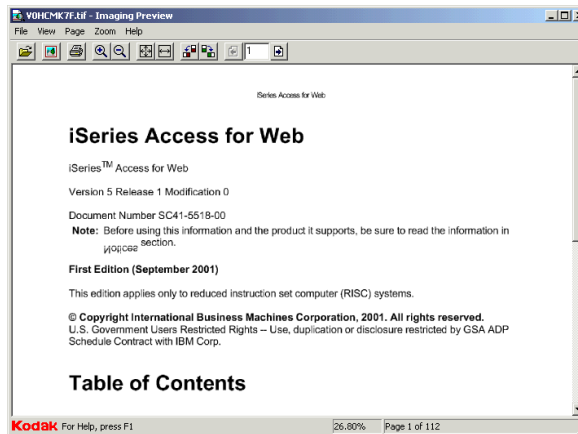 V0HCMK7F.tif - Imaging Preview
File View Page Zoom Help
1
iSeries Access for Web
iSeries Access for Web
iSeries™ Access for Web
Version 5 Release 1 Modification 0
Document Number SC41-5518-00
Note: Before using this information and the product it supports, be sure to read the information in
Notices section.
First Edition (September 2001)
This edition applies only to reduced instruction set computer (RISC) systems.
© Copyright International Business Machines Corporation, 2001. All rights reserved.
U.S. Government Users Restricted Rights -- Use, duplication or disclosure restricted by GSA ADP
Schedule Contract with IBM Corp.
Table of Contents
Kodak For Help, press F1 26.80% Page 1 of 112